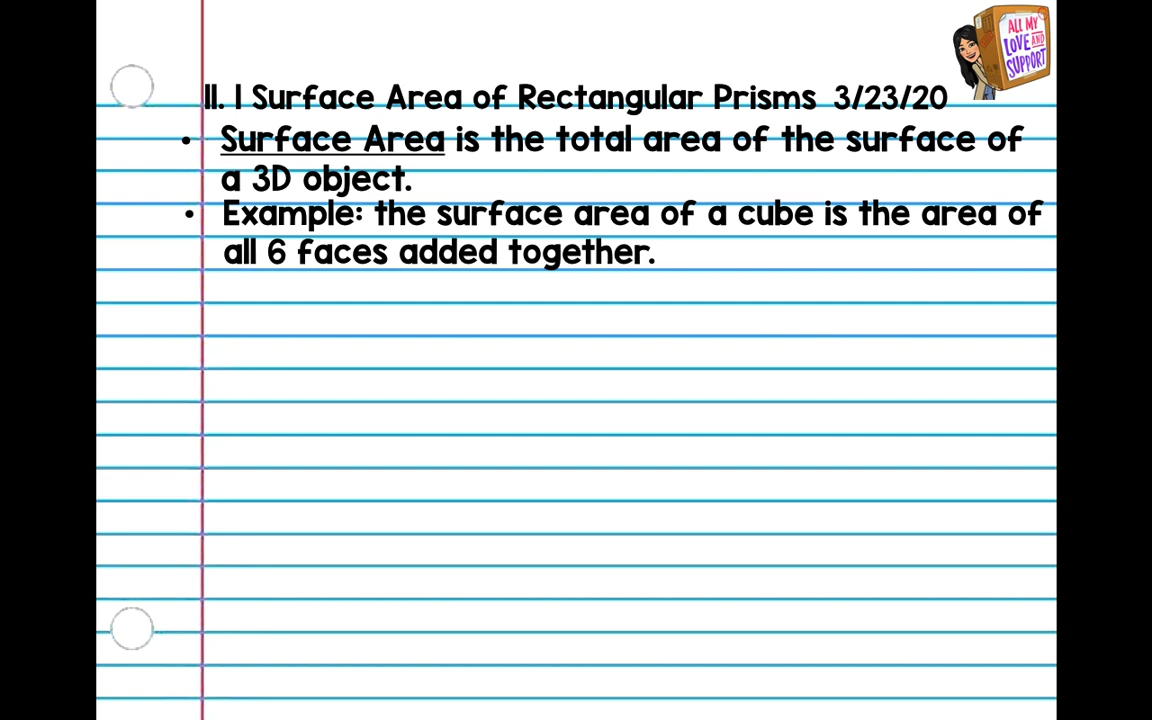 11. 1 Surface Area of Rectangular Prisms 3/23/20
• Surface Area is the total area of the surface of
a 3D object.
• Example: the surface area of a cube is the area of
all 6 faces added together.
ALL MY
LOVE AND
SUPPORT